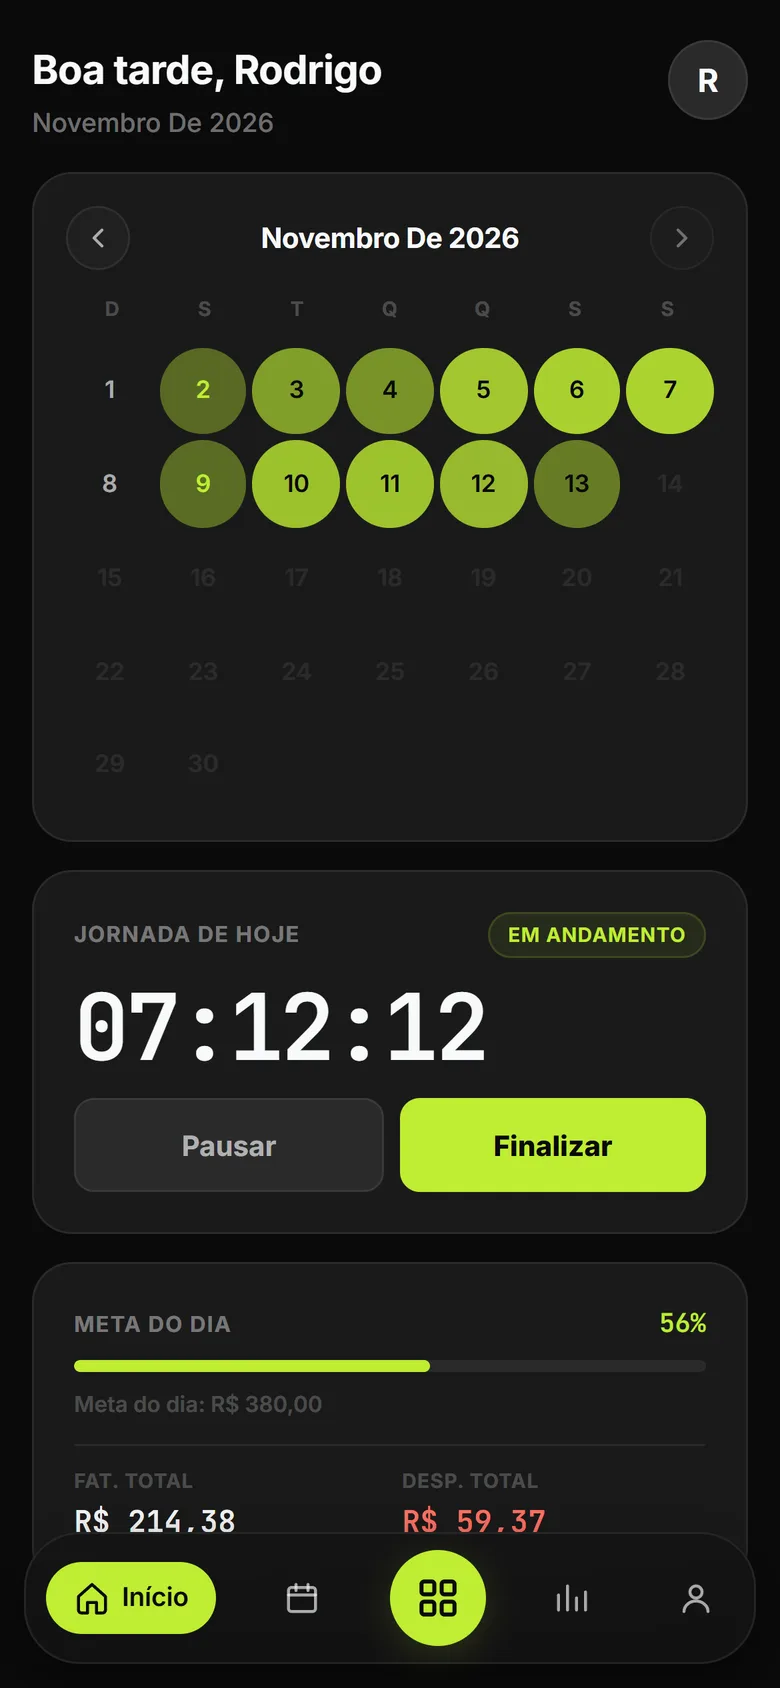 Boa tarde, Rodrigo
R
Novembro De 2026
Novembro De 2026
D S T Q Q S S
1 2 3 4 5 6 7
8 9 10 11 12 13 14
15 16 17 18 19 20 21
22 23 24 25 26 27 28
29 30
JORNADA DE HOJE
EM ANDAMENTO
07:12:12
Pausar
Finalizar
META DO DIA
56%
Meta do dia: R$ 380,00
FAT. TOTAL
DESP. TOTAL
R$ 214,38
R$ 59,37
Início